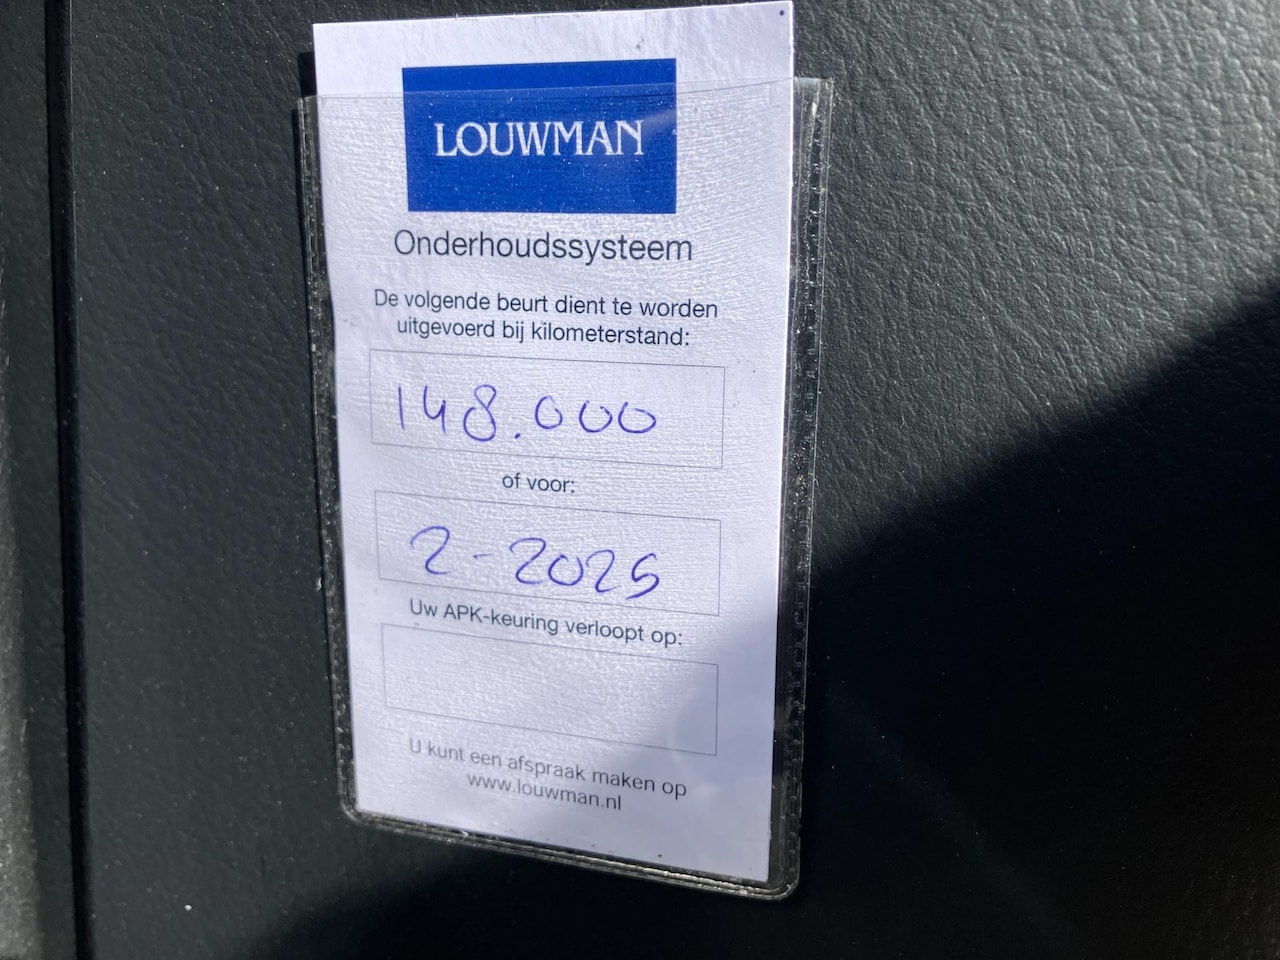 LOUWMAN
Onderhoudssysteem
De volgende beurt dient te worden
uitgevoerd bij kilometerstand:
148.000
of voor:
2-2025
Uw APK-keuring verloopt op:
U kunt een afspraak maken op
www.louwman.nl